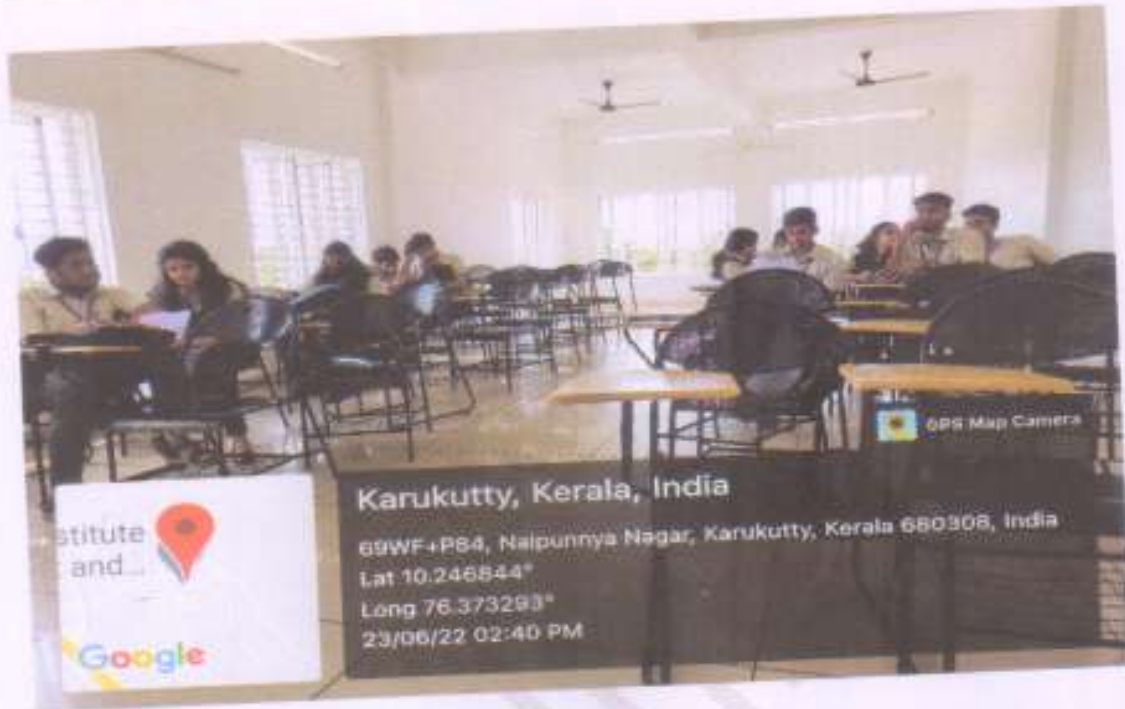 GPS Map Camera
Karukutty, Kerala, India
69WF+P84, Naipunnya Nagar, Karukutty, Kerala 680308, India
Lat 10.246844°
Long 76.373293°
23/06/22 02:40 PM
stitute
and...
Google